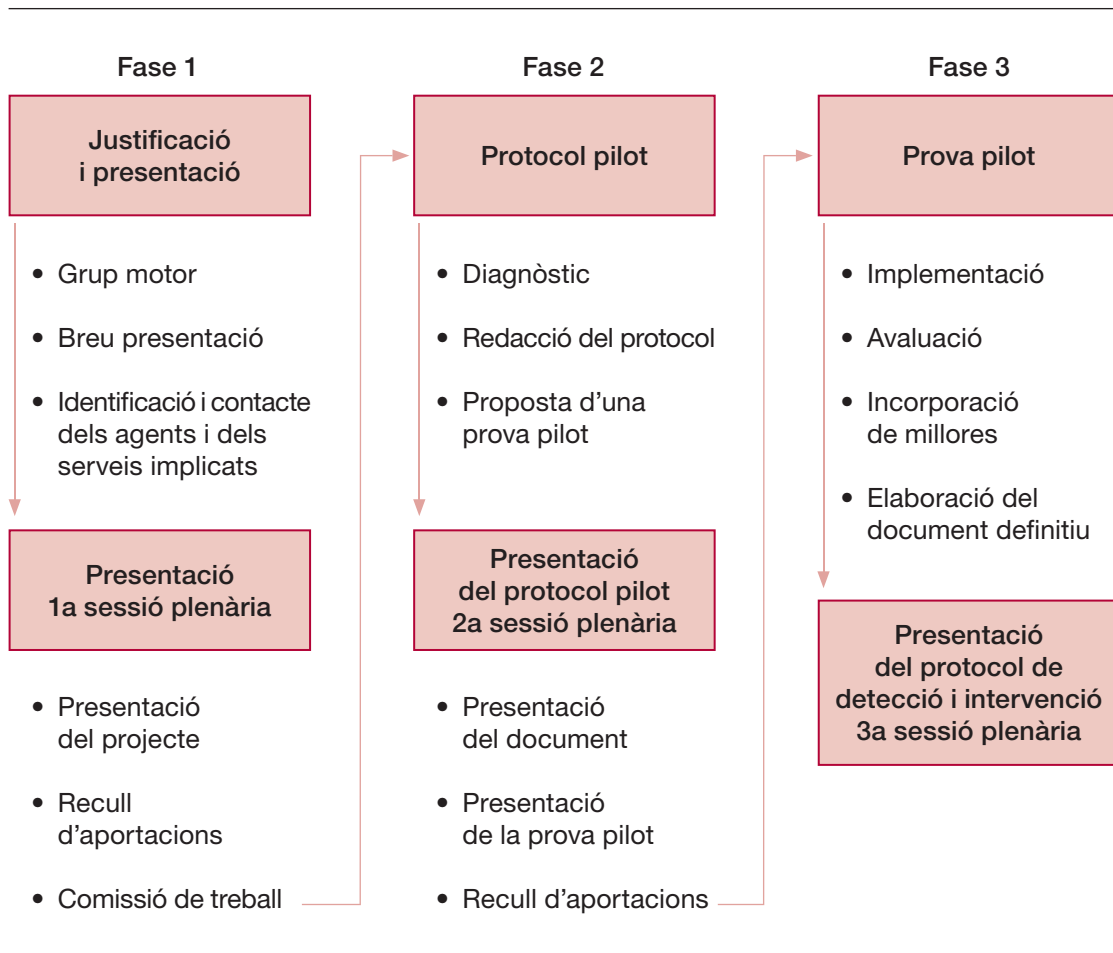 Fase 1
Justificació
i presentació
• Grup motor
• Breu presentació
• Identificació i contacte
dels agents i dels
serveis implicats
Presentació
1a sessió plenària
• Presentació
del projecte
• Recull
d'aportacions
• Comissió de treball
Fase 2
Protocol pilot
• Diagnòstic
• Redacció del protocol
• Proposta d'una
prova pilot
Presentació
del protocol pilot
2a sessió plenària
• Presentació
del document
• Presentació
de la prova pilot
• Recull d'aportacions
Fase 3
Prova pilot
• Implementació
• Avaluació
• Incorporació
de millores
• Elaboració del
document definitiu
Presentació
del protocol de
detecció i intervenció
3a sessió plenària